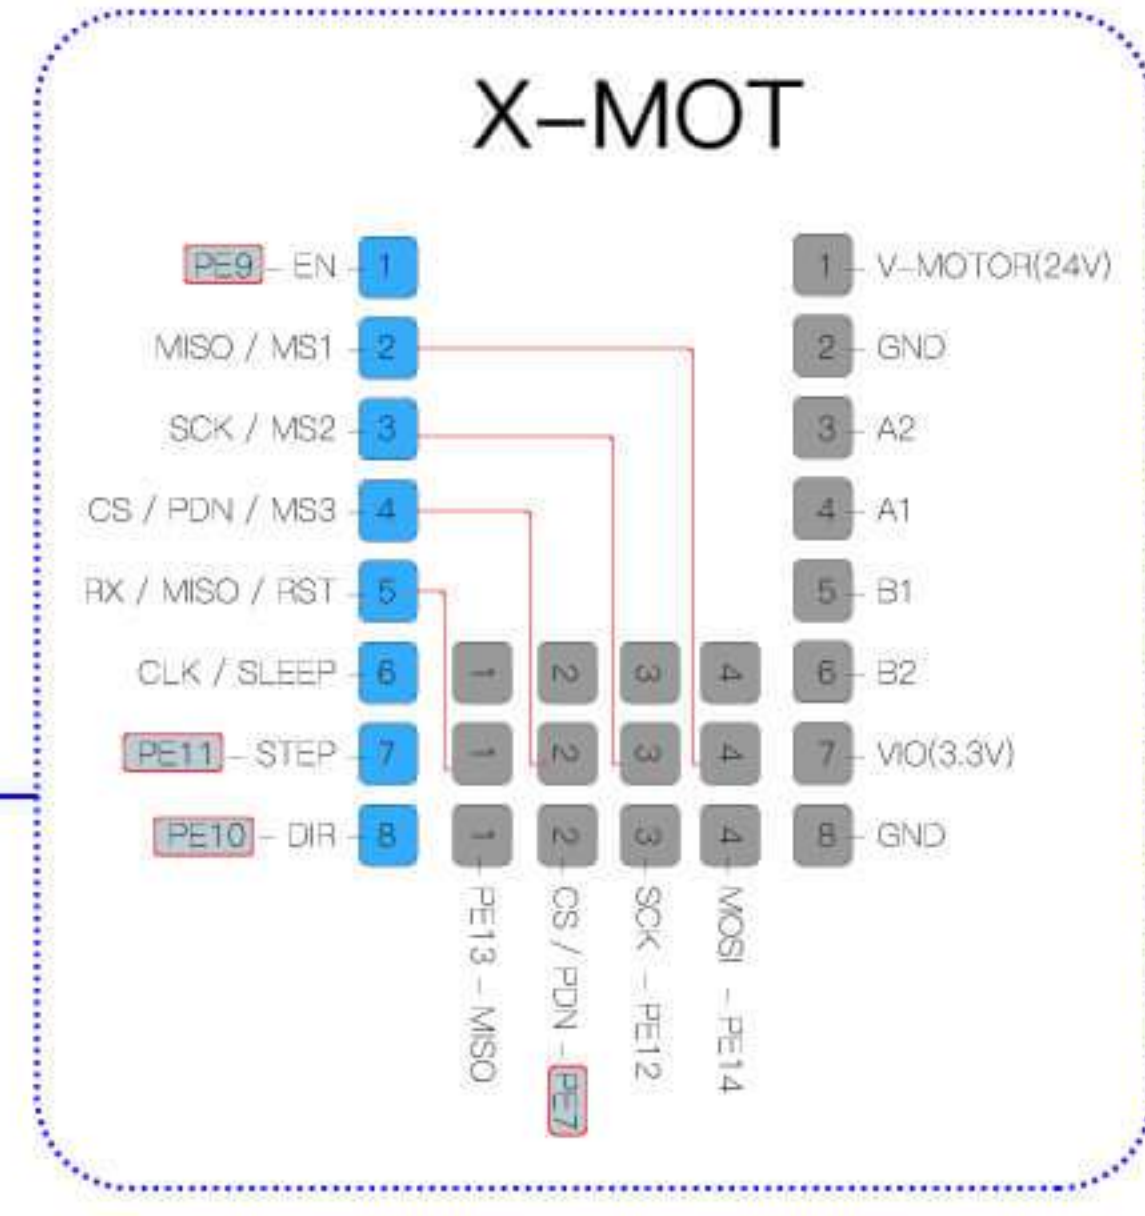 X-MOT
PE9 - EN - 1
MISO / MS1 - 2
SCK / MS2 - 3
CS / PDN / MS3 - 4
RX / MISO / RST - 5
CLK / SLEEP - 6
PE11 - STEP - 7
PE10 - DIR - 8
1 2 3 4
1 2 3 4
1 2 3 4
PE13 - MISO
CS / PDN - PE7
SCK - PE12
MOSI - PE14
1 - V-MOTOR(24V)
2 - GND
3 - A2
4 - A1
5 - B1
6 - B2
7 - VIO(3.3V)
8 - GND